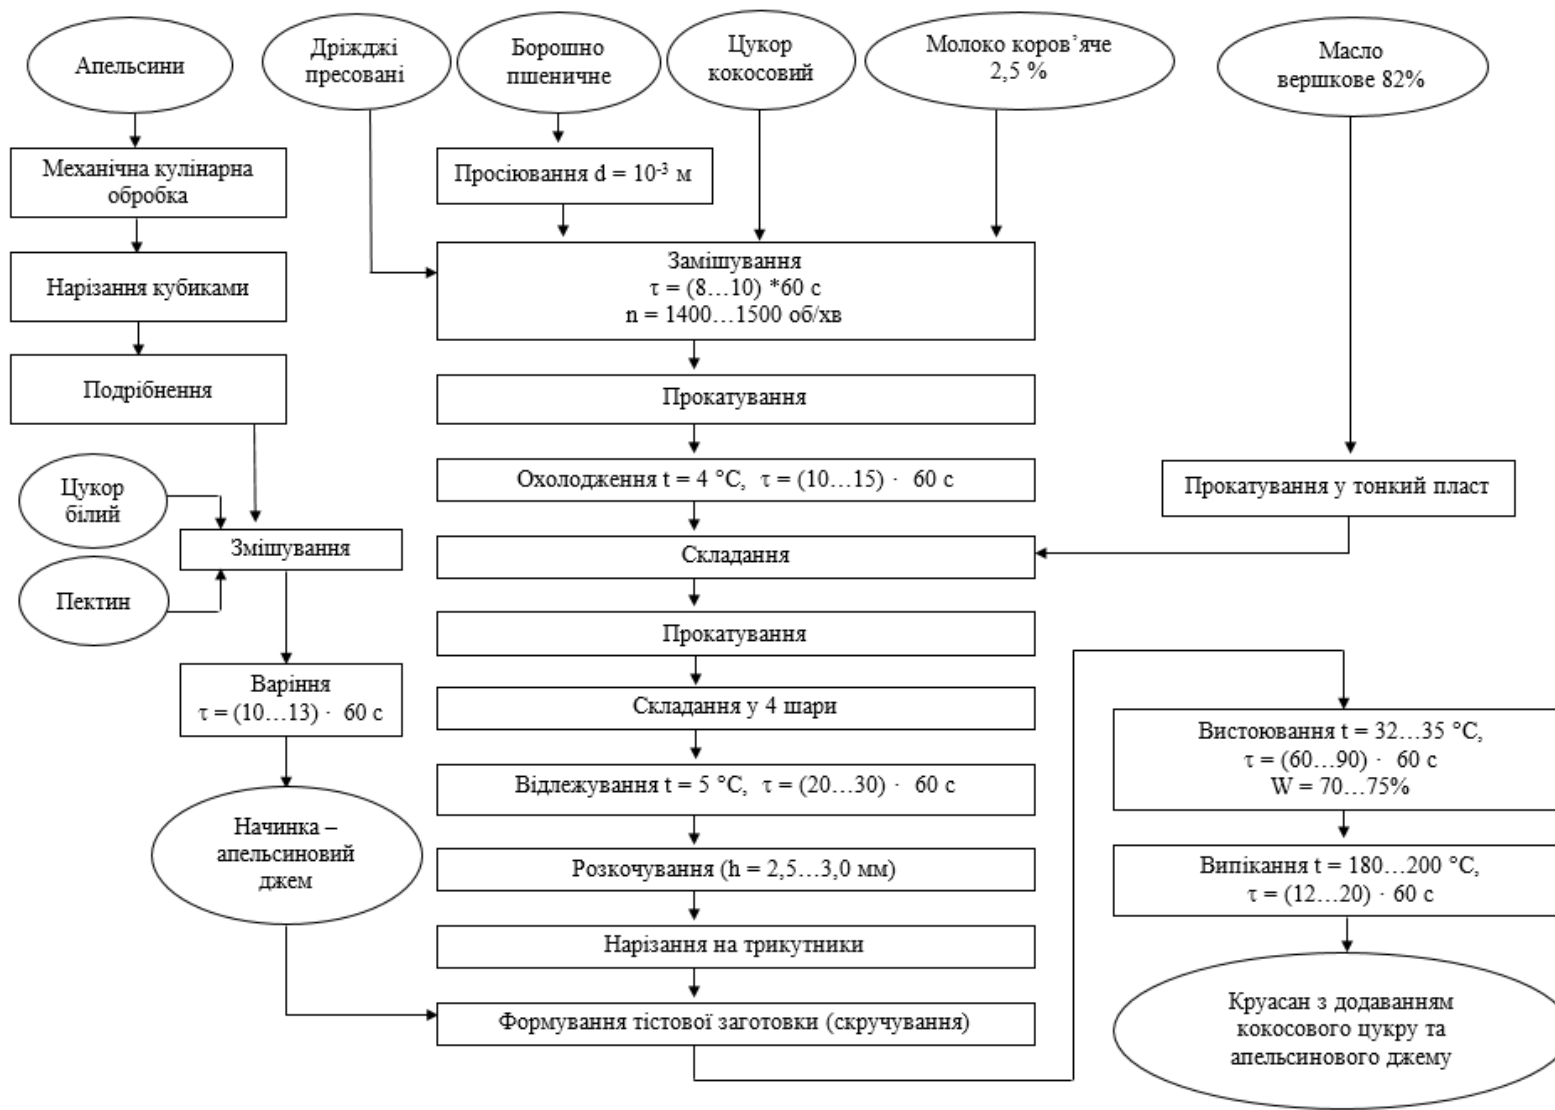 Апельсини
Дріжджі
пресовані
Борошно
пшеничне
Цукор
кокосовий
Молоко коров’яче
2,5 %
Масло
вершкове 82%
Механічна кулінарна
обробка
Просіювання d = 10⁻³ м
Нарізання кубиками
Замішування
τ = (8…10) *60 с
n = 1400…1500 об/хв
Подрібнення
Прокатування
Цукор
білий
Охолодження t = 4 °C, τ = (10…15) · 60 с
Прокатування у тонкий пласт
Змішування
Складання
Пектин
Прокатування
Варіння
τ = (10…13) · 60 с
Складання у 4 шари
Вистоювання t = 32…35 °C,
τ = (60…90) · 60 с
W = 70…75%
Відлежування t = 5 °C, τ = (20…30) · 60 с
Начинка –
апельсиновий
джем
Розкочування (h = 2,5…3,0 мм)
Випікання t = 180…200 °C,
τ = (12…20) · 60 с
Нарізання на трикутники
Формування тістової заготовки (скручування)
Круасан з додаванням
кокосового цукру та
апельсинового джему